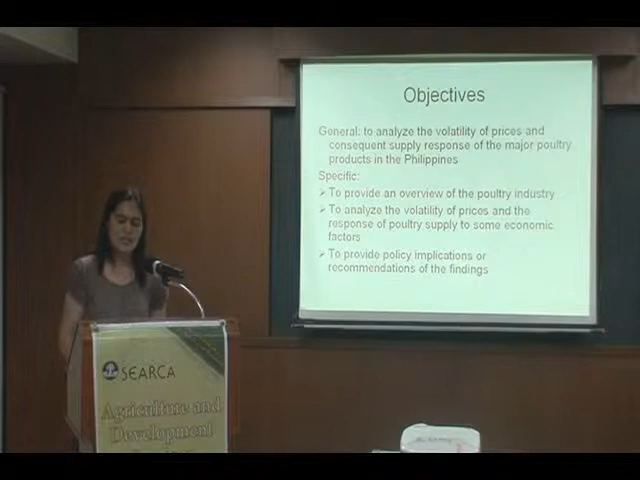 Objectives
General: to analyze the volatility of prices and
consequent supply response of the major poultry
products in the Philippines
Specific:
➢ To provide an overview of the poultry industry
➢ To analyze the volatility of prices and the
response of poultry supply to some economic
factors
➢ To provide policy implications or
recommendations of the findings
SEARCA
Agriculture and
Development